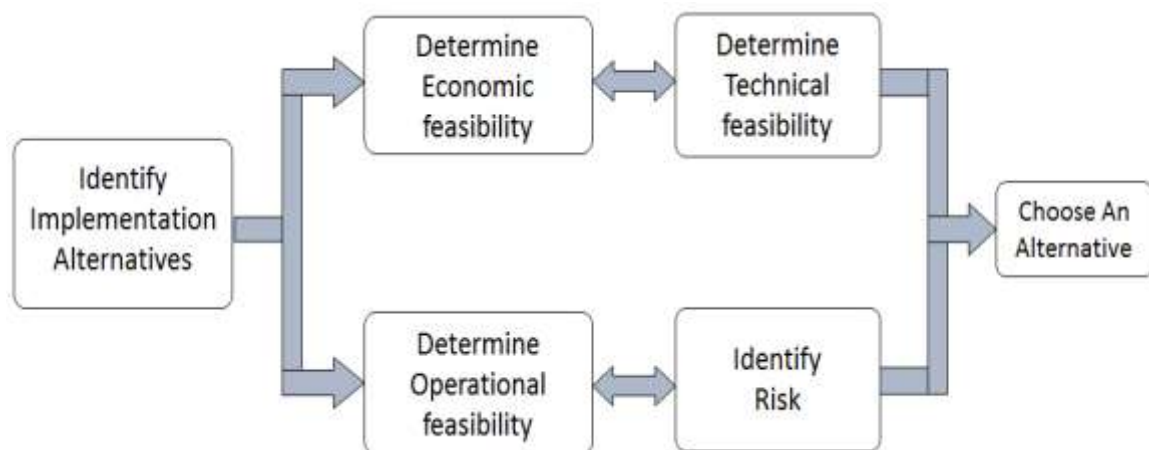 Identify
Implementation
Alternatives
Determine
Economic
feasibility
Determine
Technical
feasibility
Determine
Operational
feasibility
Identify
Risk
Choose An
Alternative